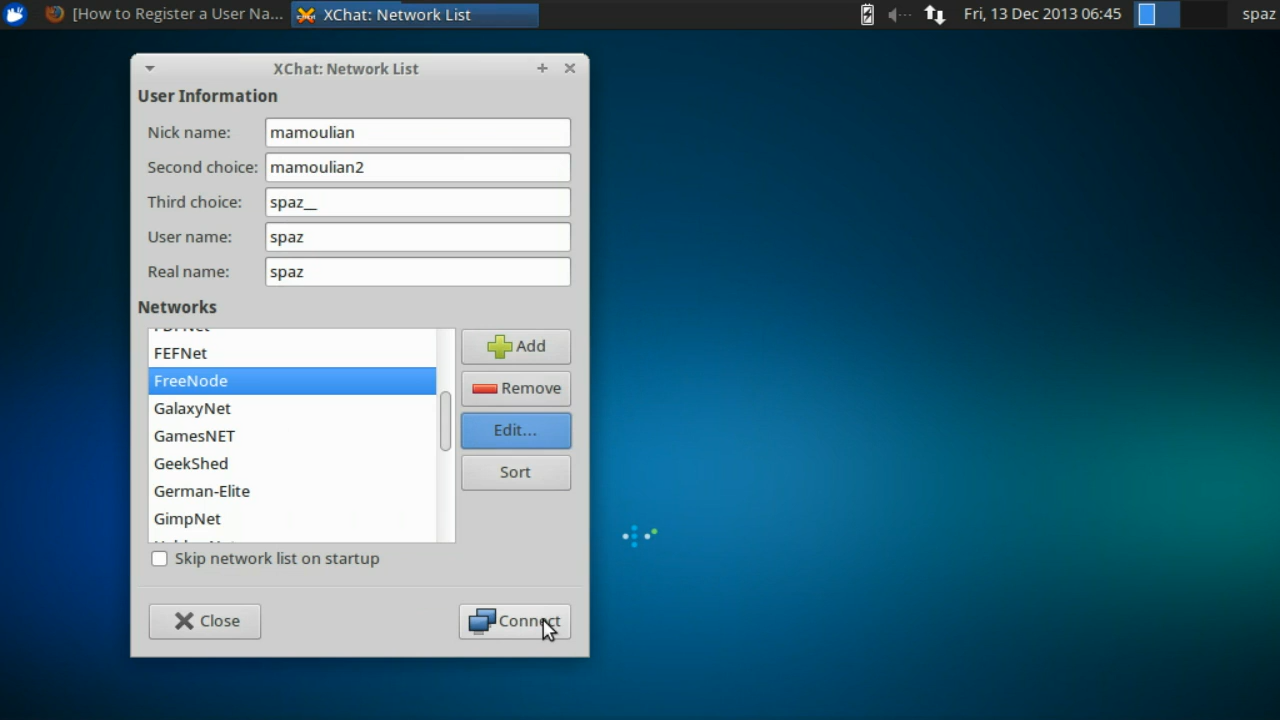 [How to Register a User Na...
XChat: Network List
Fri, 13 Dec 2013 06:45
spaz
XChat: Network List
User Information
Nick name: mamoulian
Second choice: mamoulian2
Third choice: spaz__
User name: spaz
Real name: spaz
Networks
FEFNet
FreeNode
GalaxyNet
GamesNET
GeekShed
German-Elite
GimpNet
Add
Remove
Edit...
Sort
Skip network list on startup
Close
Connect